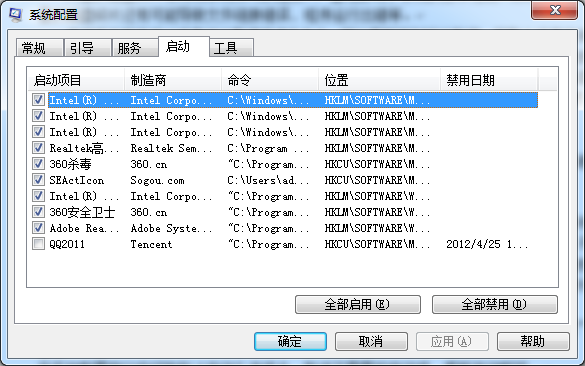 系统配置
常规 引导 服务 启动 工具
启动项目 制造商 命令 位置 禁用日期
Intel(R) ... Intel Corpo... C:\Windows\... HKLM\SOFTWARE\M...
Intel(R) ... Intel Corpo... C:\Windows\... HKLM\SOFTWARE\M...
Intel(R) ... Intel Corpo... C:\Windows\... HKLM\SOFTWARE\M...
Realtek高... Realtek Sem... C:\Program ... HKLM\SOFTWARE\M...
360杀毒 360.cn "C:\Program... HKCU\SOFTWARE\M...
SEActIcon Sogou.com C:\Users\ad... HKCU\SOFTWARE\M...
Intel(R) ... Intel Corpo... "C:\Program... HKLM\SOFTWARE\M...
360安全卫士 360.cn "C:\Program... HKLM\SOFTWARE\W...
Adobe Rea... Adobe Syste... "C:\Program... HKLM\SOFTWARE\M...
QQ2011 Tencent "C:\Program... HKCU\SOFTWARE\M... 2012/4/25 1...
全部启用(E) 全部禁用(D)
确定 取消 应用(A) 帮助